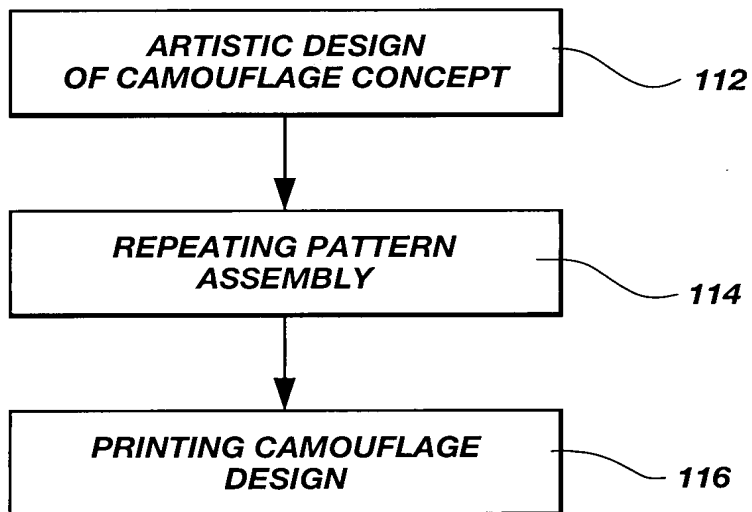 ARTISTIC DESIGN
OF CAMOUFLAGE CONCEPT
112
REPEATING PATTERN
ASSEMBLY
114
PRINTING CAMOUFLAGE
DESIGN
116